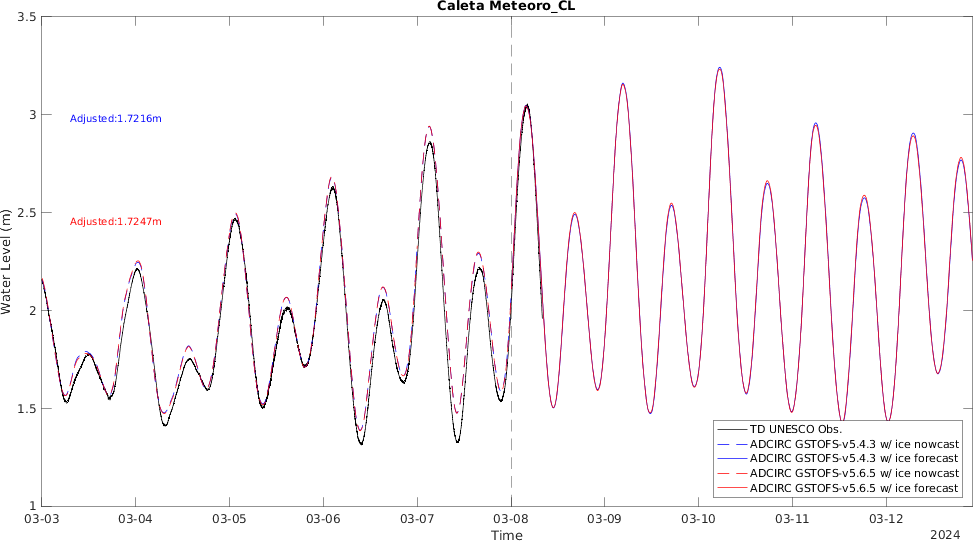 Caleta Meteoro_CL
3.5
3
2.5
2
1.5
1
Water Level (m)
Adjusted:1.7216m
Adjusted:1.7247m
TD UNESCO Obs.
ADCIRC GSTOFS-v5.4.3 w/ ice nowcast
ADCIRC GSTOFS-v5.4.3 w/ ice forecast
ADCIRC GSTOFS-v5.6.5 w/ ice nowcast
ADCIRC GSTOFS-v5.6.5 w/ ice forecast
03-03 03-04 03-05 03-06 03-07 03-08 03-09 03-10 03-11 03-12
Time
2024